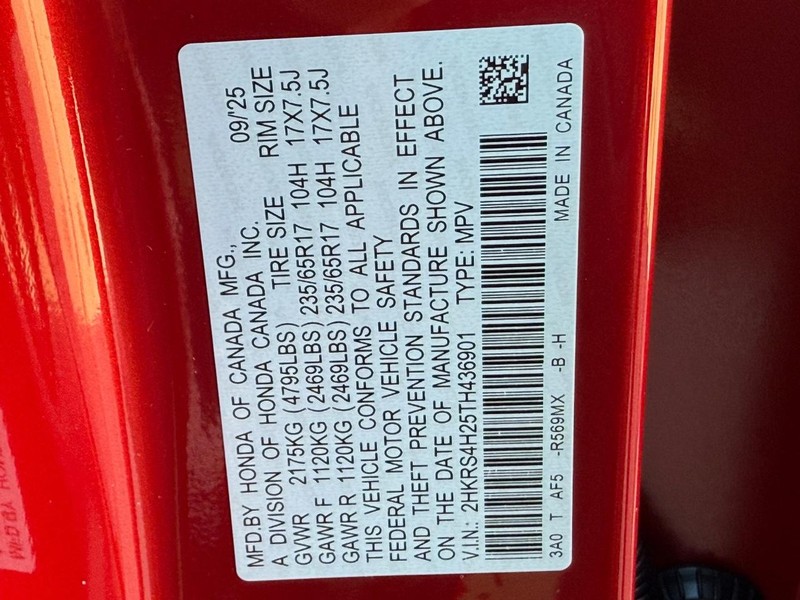 MFD.BY HONDA OF CANADA MFG., 09/'25
A DIVISION OF HONDA CANADA INC.
TIRE SIZE RIM SIZE
GVWR 2175KG (4795LBS)
GAWR F 1120KG (2469LBS) 235/65R17 104H 17X7.5J
GAWR R 1120KG (2469LBS) 235/65R17 104H 17X7.5J
THIS VEHICLE CONFORMS TO ALL APPLICABLE
FEDERAL MOTOR VEHICLE SAFETY
AND THEFT PREVENTION STANDARDS IN EFFECT
ON THE DATE OF MANUFACTURE SHOWN ABOVE.
V.I.N.: 2HKRS4H25TH436901 TYPE: MPV
3A0 T AF5 -R569MX -B -H MADE IN CANADA